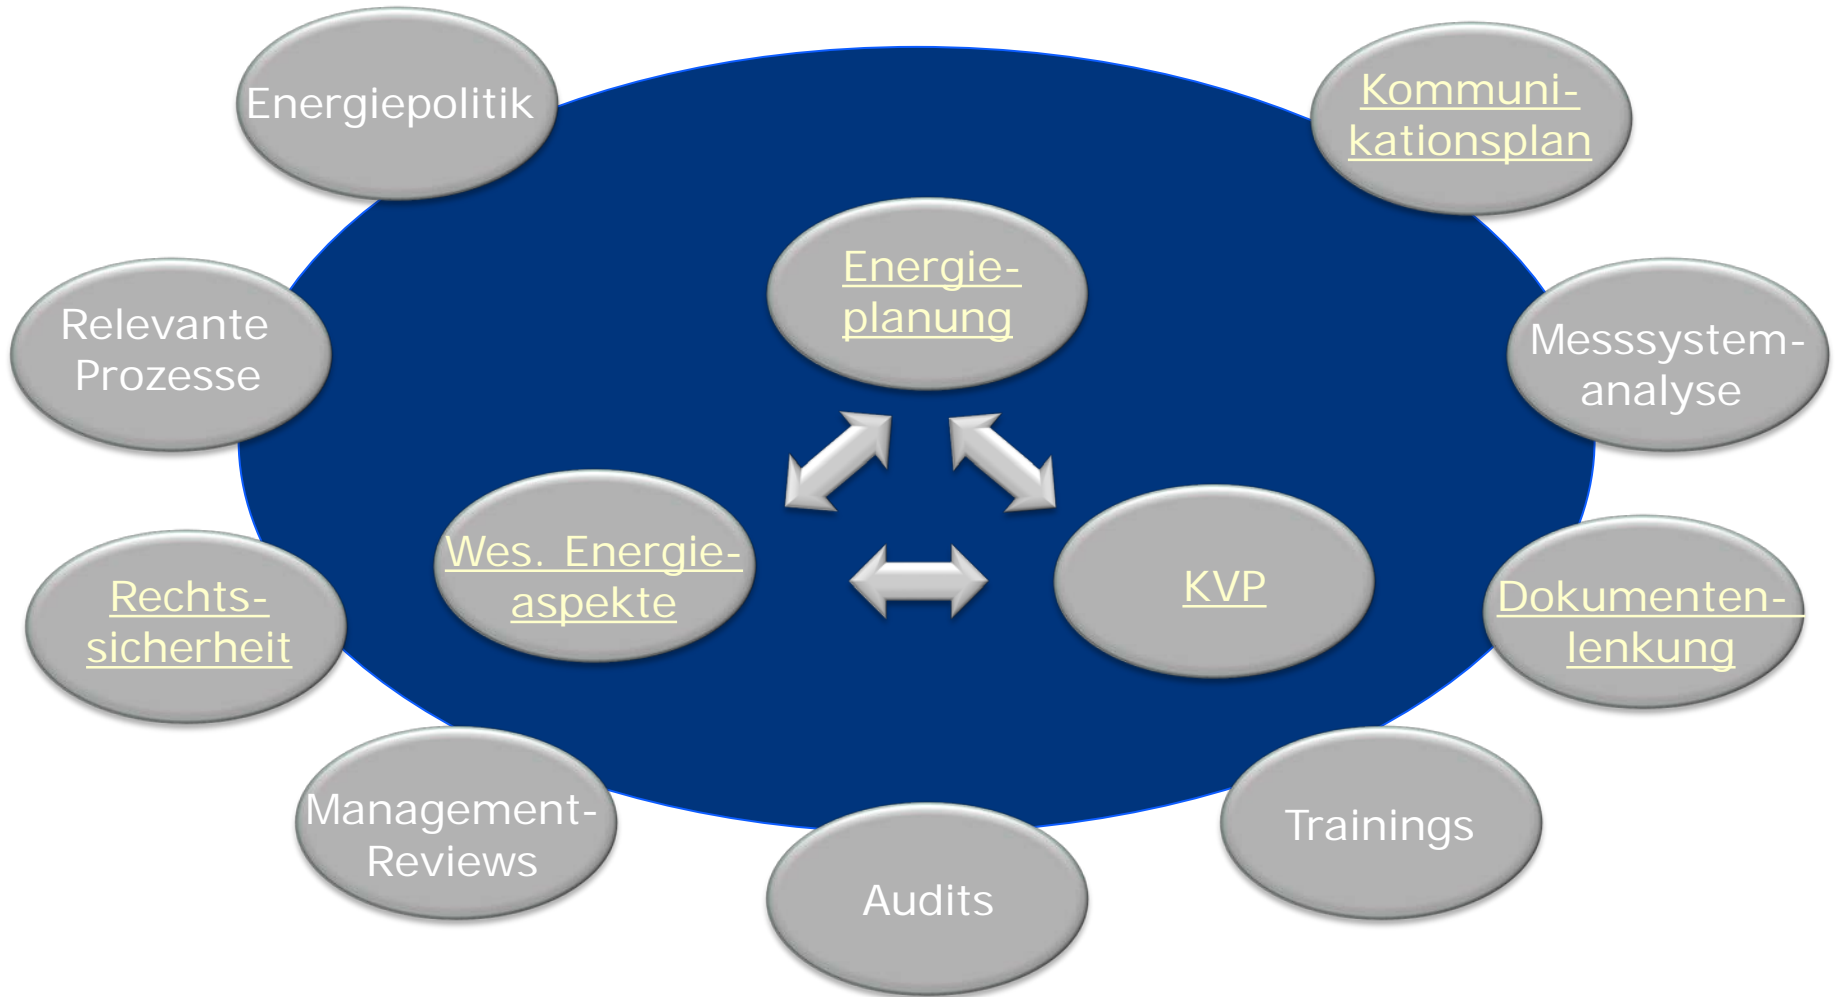 Energiepolitik
Kommuni-
kationsplan
Energie-
planung
Relevante
Prozesse
Messsystem-
analyse
Wes. Energie-
aspekte
KVP
Rechts-
sicherheit
Dokumenten-
lenkung
Management-
Reviews
Audits
Trainings